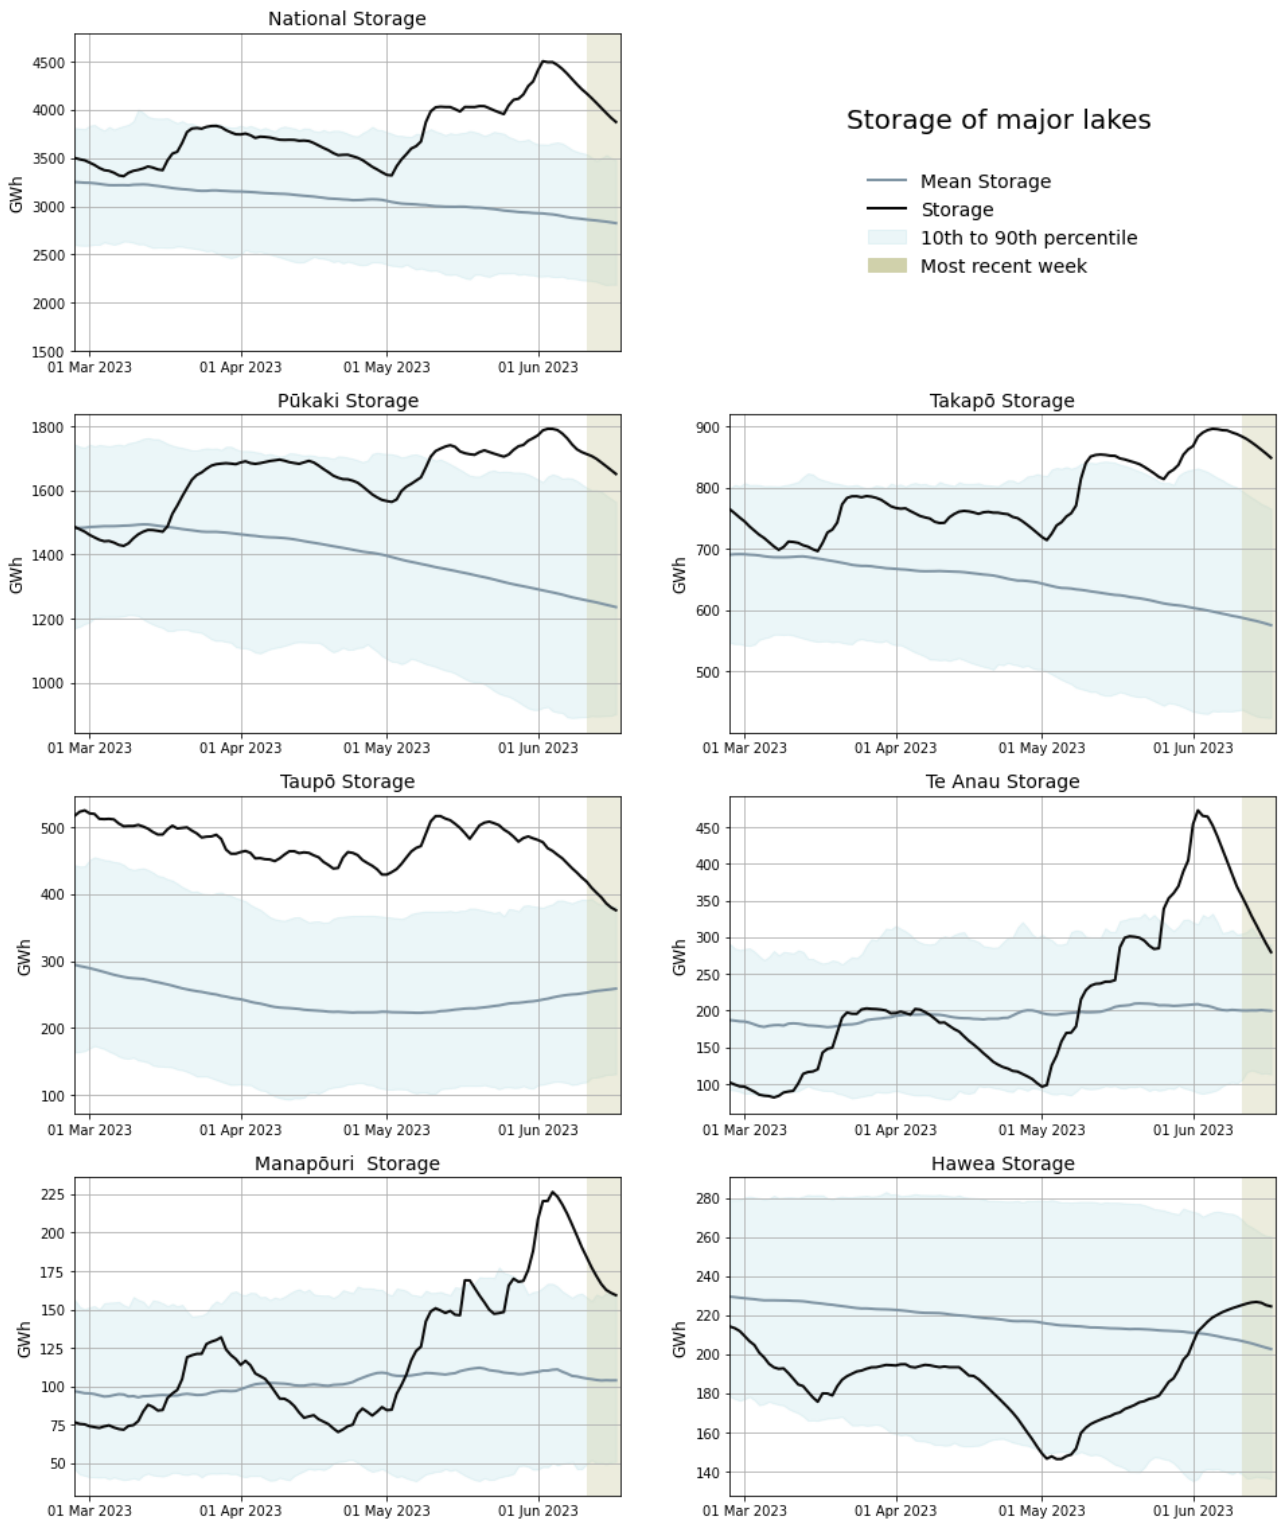 National Storage
4500
4000
3500
3000
2500
2000
1500
GWh
01 Mar 2023 01 Apr 2023 01 May 2023 01 Jun 2023
Storage of major lakes
Mean Storage
Storage
10th to 90th percentile
Most recent week
Pūkaki Storage
1800
1600
1400
1200
1000
GWh
01 Mar 2023 01 Apr 2023 01 May 2023 01 Jun 2023
Takapō Storage
900
800
700
600
500
GWh
01 Mar 2023 01 Apr 2023 01 May 2023 01 Jun 2023
Taupō Storage
500
400
300
200
100
GWh
01 Mar 2023 01 Apr 2023 01 May 2023 01 Jun 2023
Te Anau Storage
450
400
350
300
250
200
150
100
GWh
01 Mar 2023 01 Apr 2023 01 May 2023 01 Jun 2023
Manapōuri  Storage
225
200
175
150
125
100
75
50
GWh
01 Mar 2023 01 Apr 2023 01 May 2023 01 Jun 2023
Hawea Storage
280
260
240
220
200
180
160
140
GWh
01 Mar 2023 01 Apr 2023 01 May 2023 01 Jun 2023